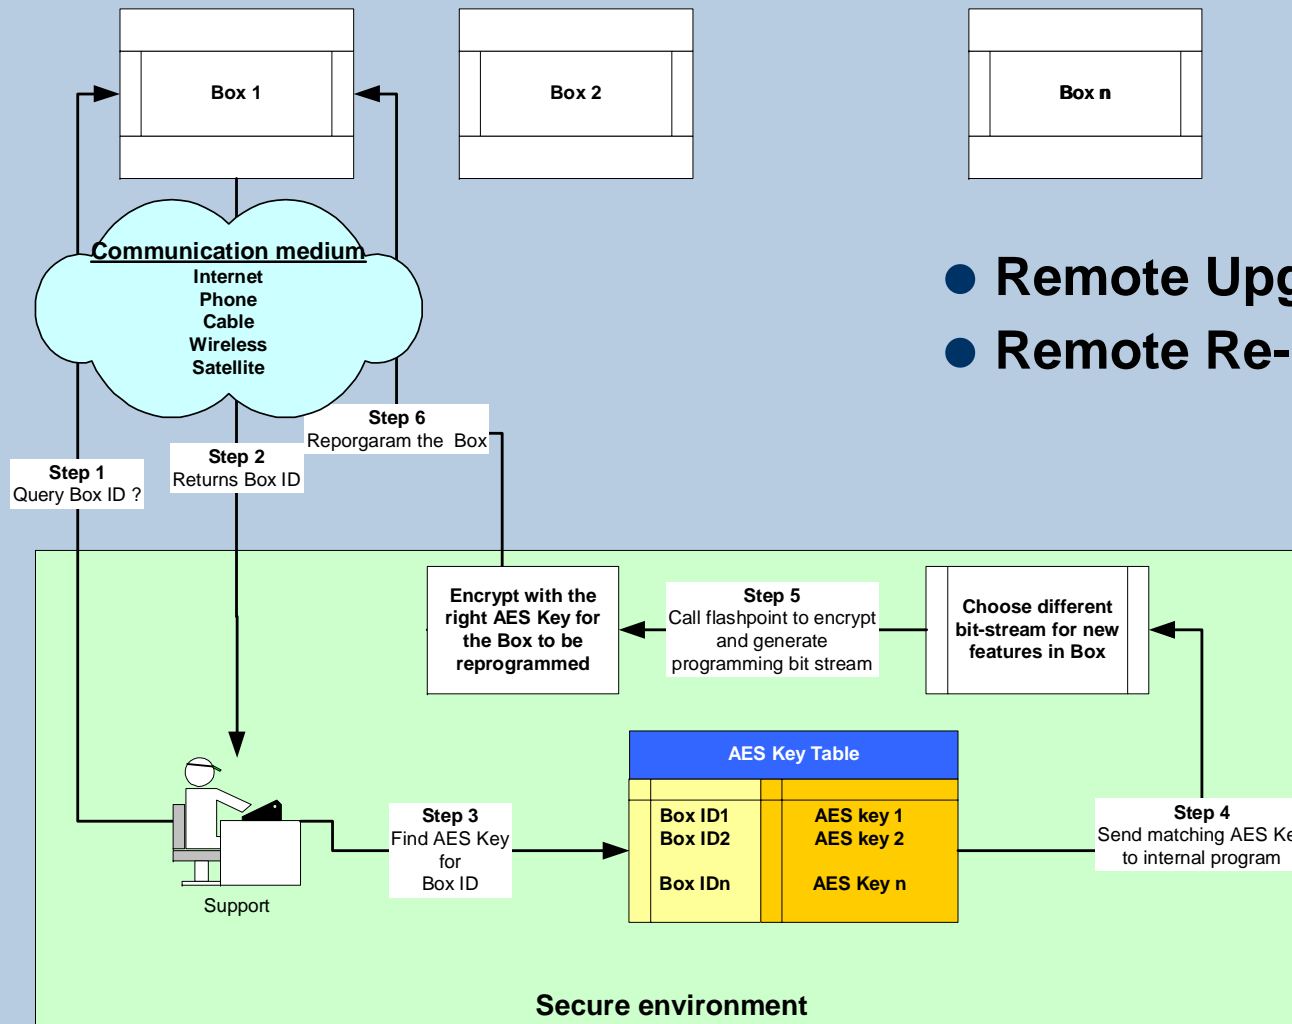 Box 1
Box 2
Box n
Communication medium
Internet
Phone
Cable
Wireless
Satellite
Remote Upg
Remote Re-
Step 6
Reporgaram the Box
Step 2
Returns Box ID
Step 1
Query Box ID ?
Encrypt with the
right AES Key for
the Box to be
reprogrammed
Step 5
Call flashpoint to encrypt
and generate
programming bit stream
Choose different
bit-stream for new
features in Box
AES Key Table
Box ID1 AES key 1
Box ID2 AES key 2
Box IDn AES Key n
Step 3
Find AES Key
for
Box ID
Step 4
Send matching AES Ke
to internal program
Support
Secure environment